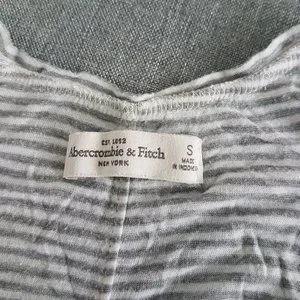 EST. 1892
Abercrombie & Fitch
NEW YORK
S
MADE
IN INDONESIA